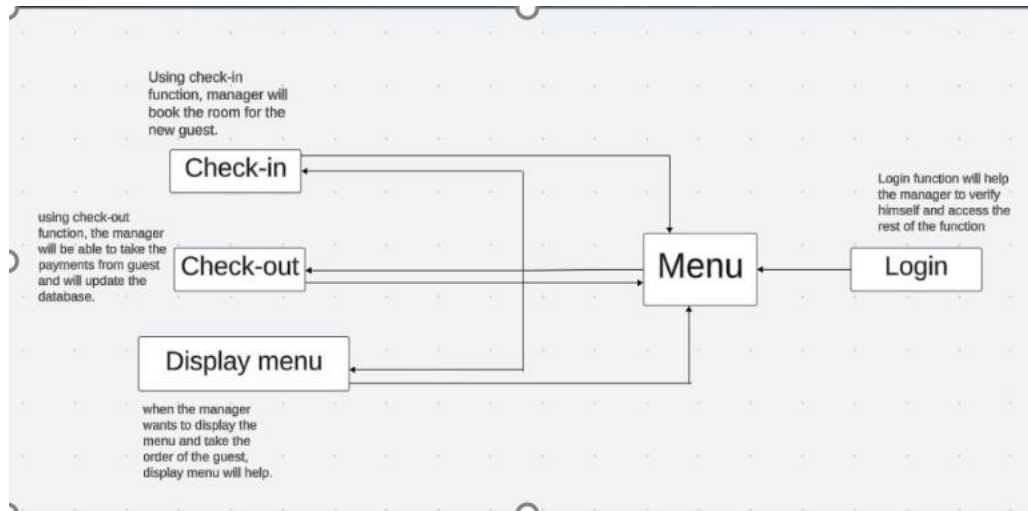 Using check-in
function, manager will
book the room for the
new guest.
Check-in
Login function will help
the manager to verify
himself and access the
rest of the function
using check-out
function, the manager
will be able to take the
payments from guest
and will update the
database.
Check-out
Menu
Login
Display menu
when the manager
wants to display the
menu and take the
order of the guest,
display menu will help.